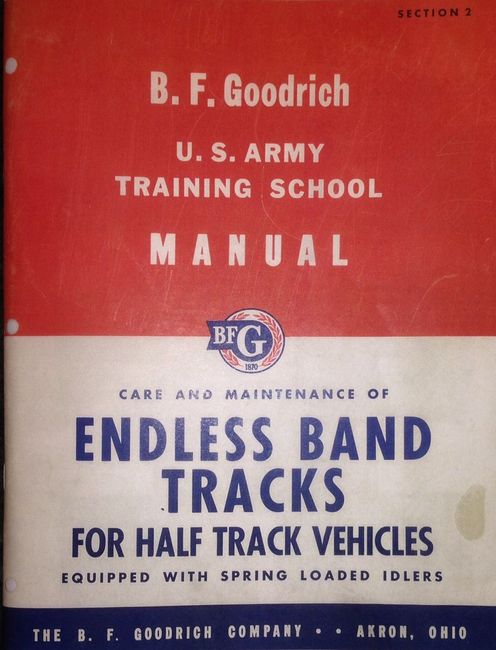 SECTION 2
B. F. Goodrich
U. S. ARMY
TRAINING SCHOOL
MANUAL
BFG
1870
CARE AND MAINTENANCE OF
ENDLESS BAND
TRACKS
FOR HALF TRACK VEHICLES
EQUIPPED WITH SPRING LOADED IDLERS
THE B. F. GOODRICH COMPANY · · AKRON, OHIO